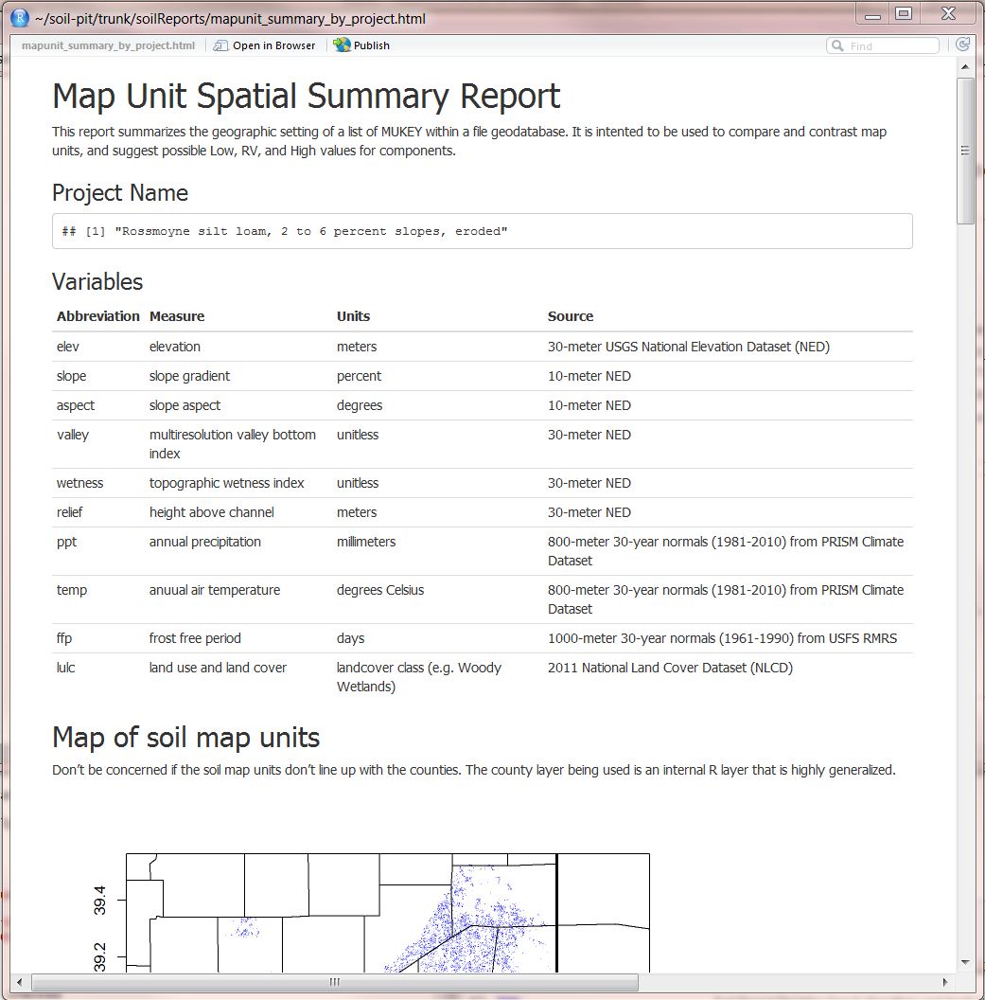 ~/soil-pit/trunk/soilReports/mapunit_summary_by_project.html
mapunit_summary_by_project.html Open in Browser Publish Find
Map Unit Spatial Summary Report
This report summarizes the geographic setting of a list of MUKEY within a file geodatabase. It is intented to be used to compare and contrast map
units, and suggest possible Low, RV, and High values for components.
Project Name
## [1] "Rossmoyne silt loam, 2 to 6 percent slopes, eroded"
Variables
Abbreviation Measure Units Source
elev elevation meters 30-meter USGS National Elevation Dataset (NED)
slope slope gradient percent 10-meter NED
aspect slope aspect degrees 10-meter NED
valley multiresolution valley bottom unitless 30-meter NED
index
wetness topographic wetness index unitless 30-meter NED
relief height above channel meters 30-meter NED
ppt annual precipitation millimeters 800-meter 30-year normals (1981-2010) from PRISM Climate
Dataset
temp anuual air temperature degrees Celsius 800-meter 30-year normals (1981-2010) from PRISM Climate
Dataset
ffp frost free period days 1000-meter 30-year normals (1961-1990) from USFS RMRS
lulc land use and land cover landcover class (e.g. Woody 2011 National Land Cover Dataset (NLCD)
Wetlands)
Map of soil map units
Don't be concerned if the soil map units don't line up with the counties. The county layer being used is an internal R layer that is highly generalized.
39.4
39.2